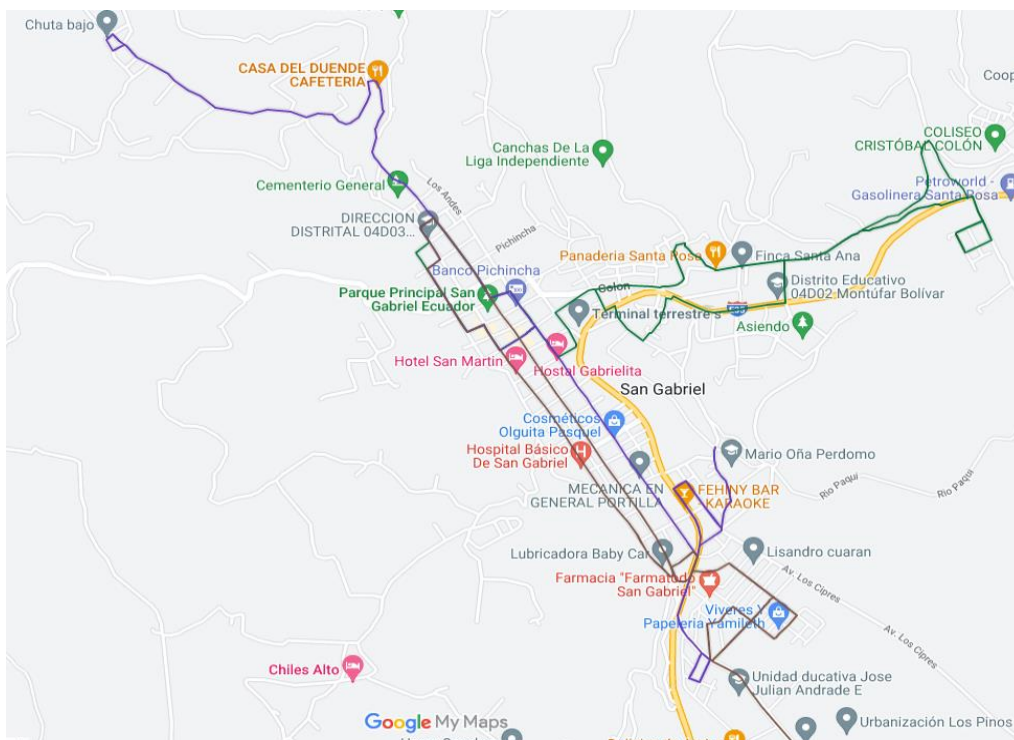 Chuta bajo
CASA DEL DUENDE
CAFETERIA
Coop
COLISEO
CRISTÓBAL COLÓN
Canchas De La
Liga Independiente
Cementerio General
Los Andes
Petroworld -
Gasolinera Santa Rosa
DIRECCION
DISTRITAL 04D03...
Pichincha
Panaderia Santa Rosa
Finca Santa Ana
Banco Pichincha
Colon
Distrito Educativo
04D02 Montúfar Bolívar
Parque Principal San
Gabriel Ecuador
Terminal terrestre s
Asiendo
Hotel San Martin
Hostal Gabrielita
San Gabriel
Cosméticos
Olguita Pasquel
Hospital Básico
De San Gabriel
Mario Oña Perdomo
MECANICA EN
GENERAL PORTILLA
FEHINY BAR
- KARAOKE
Rio Paqui
Rio Paqui
Lubricadora Baby Car
Lisandro cuaran
Farmacia "Farmatodo
San Gabriel"
Av. Los Cipres
Viveres Y
Papeleria Yamileth
Av. Los Cipres
Chiles Alto
Unidad ducativa Jose
Julian Andrade E
Google My Maps
Urbanización Los Pinos